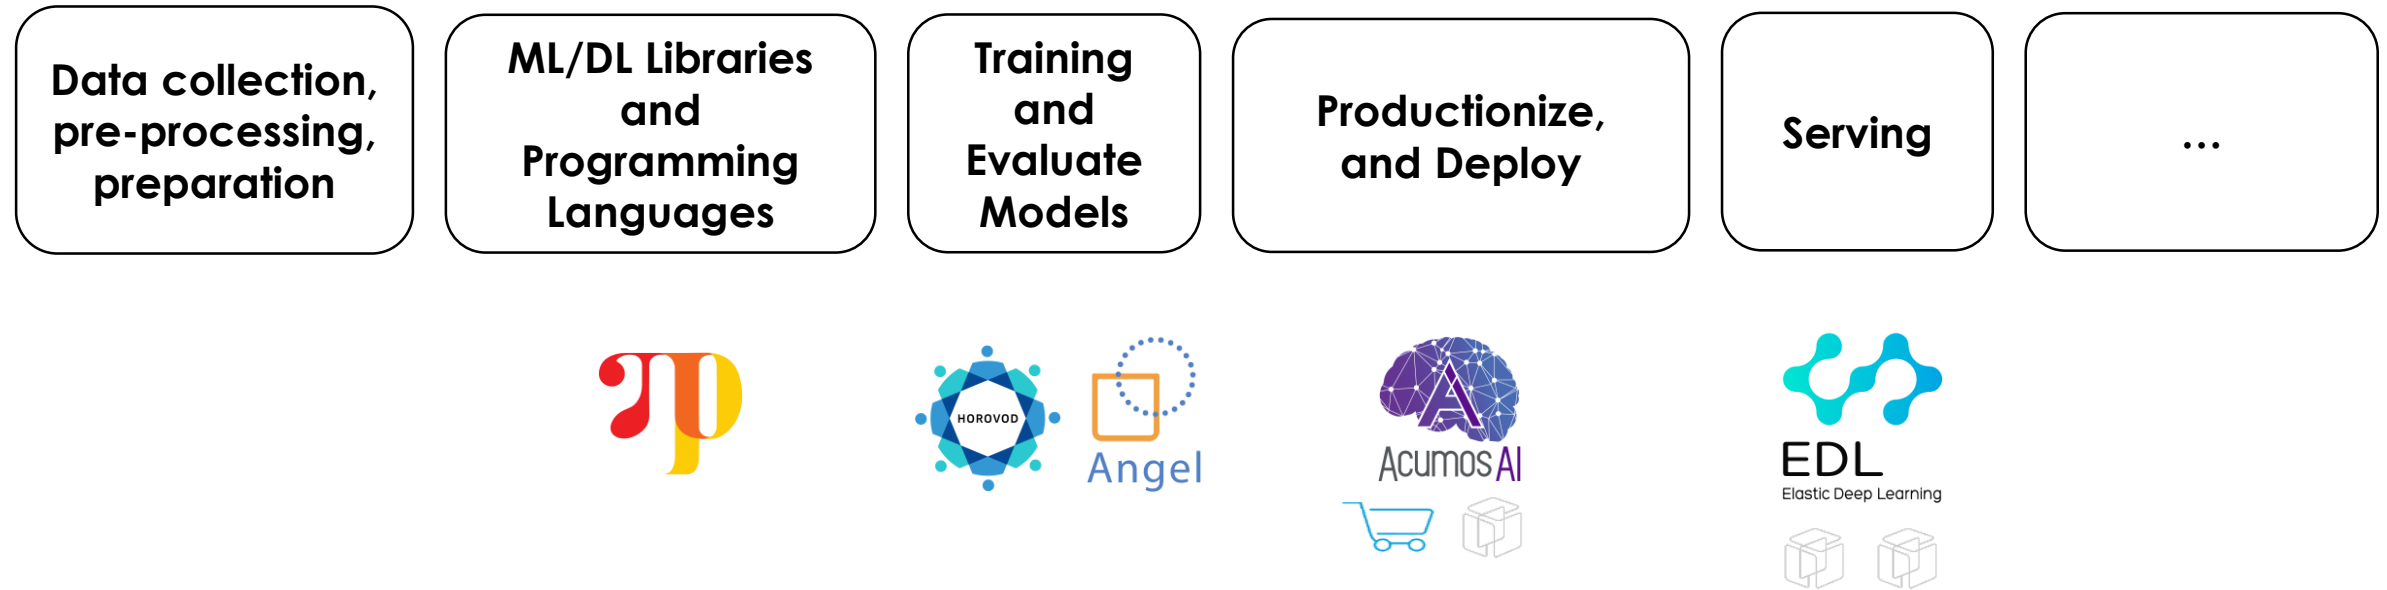 Data collection,
pre-processing,
preparation
ML/DL Libraries
and
Programming
Languages
Training
and
Evaluate
Models
Productionize,
and Deploy
Serving
...
HOROVOD
Angel
Acumos AI
EDL
Elastic Deep Learning